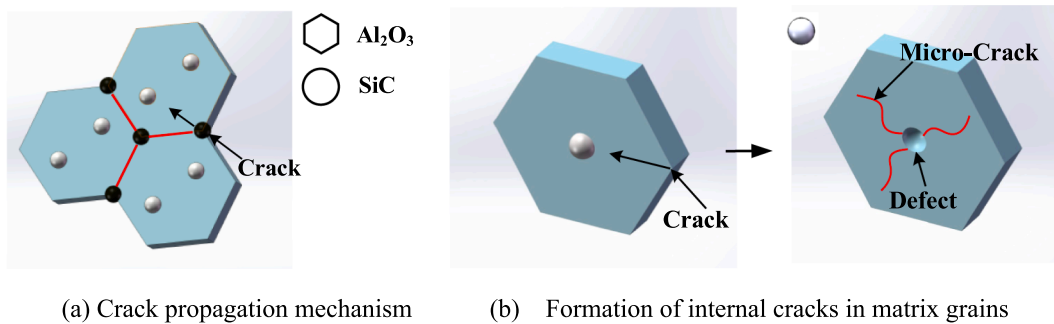 Al₂O₃
SiC
Crack
Crack
Micro-Crack
Defect
(a) Crack propagation mechanism
(b) Formation of internal cracks in matrix grains